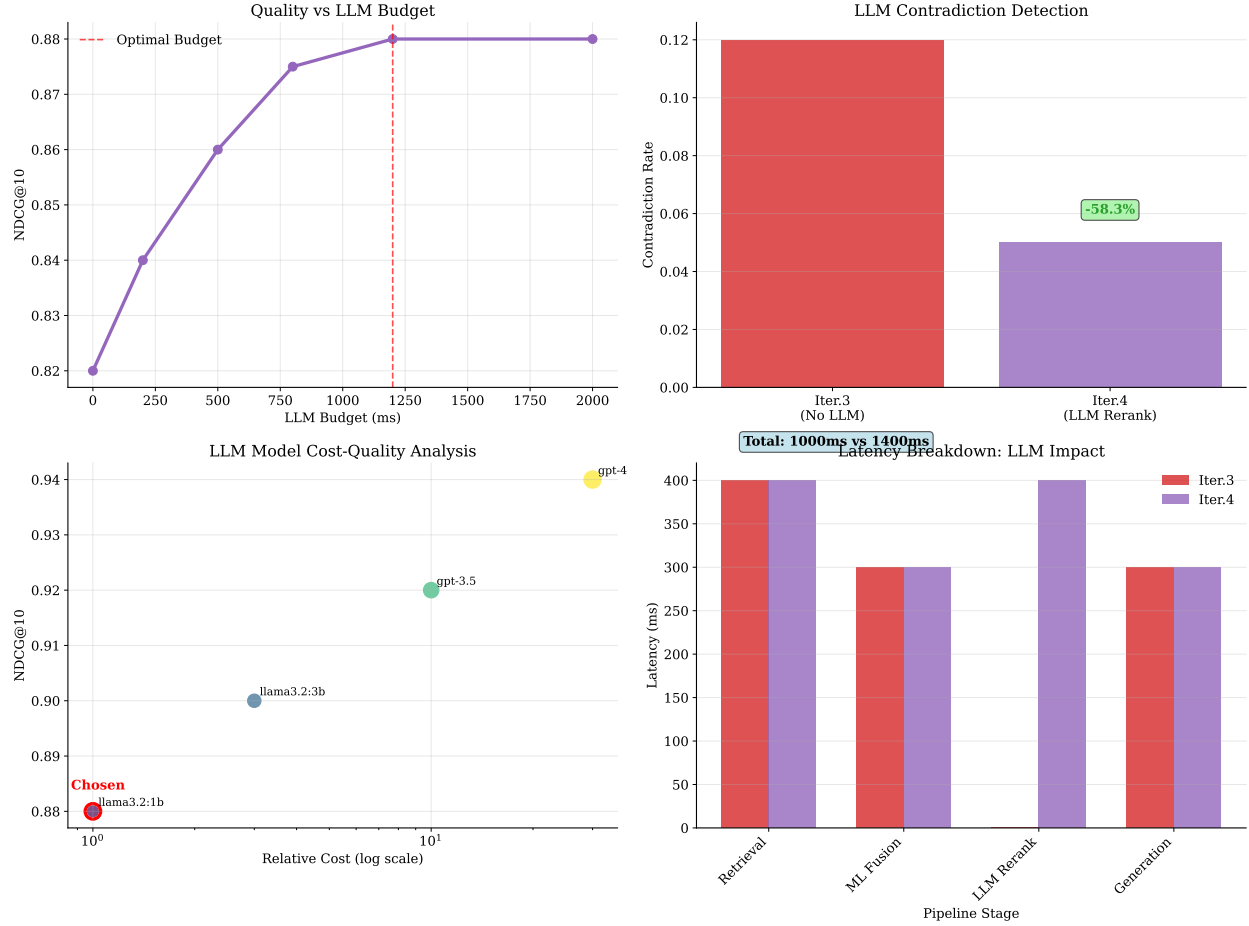 Quality vs LLM Budget
Optimal Budget
0.88
0.87
0.86
0.85
0.84
0.83
0.82
NDCG@10
0 250 500 750 1000 1250 1500 1750 2000
LLM Budget (ms)
LLM Contradiction Detection
0.12
0.10
0.08
0.06
0.04
0.02
0.00
Contradiction Rate
-58.3%
Iter.3
(No LLM)
Iter.4
(LLM Rerank)
LLM Model Cost-Quality Analysis
0.94
0.93
0.92
0.91
0.90
0.89
0.88
NDCG@10
gpt-4
gpt-3.5
llama3.2:3b
Chosen
llama3.2:1b
10⁰ 10¹
Relative Cost (log scale)
Total: 1000ms vs 1400ms
Latency Breakdown: LLM Impact
Iter.3
Iter.4
400
350
300
250
200
150
100
50
0
Latency (ms)
Retrieval
ML Fusion
LLM Rerank
Generation
Pipeline Stage